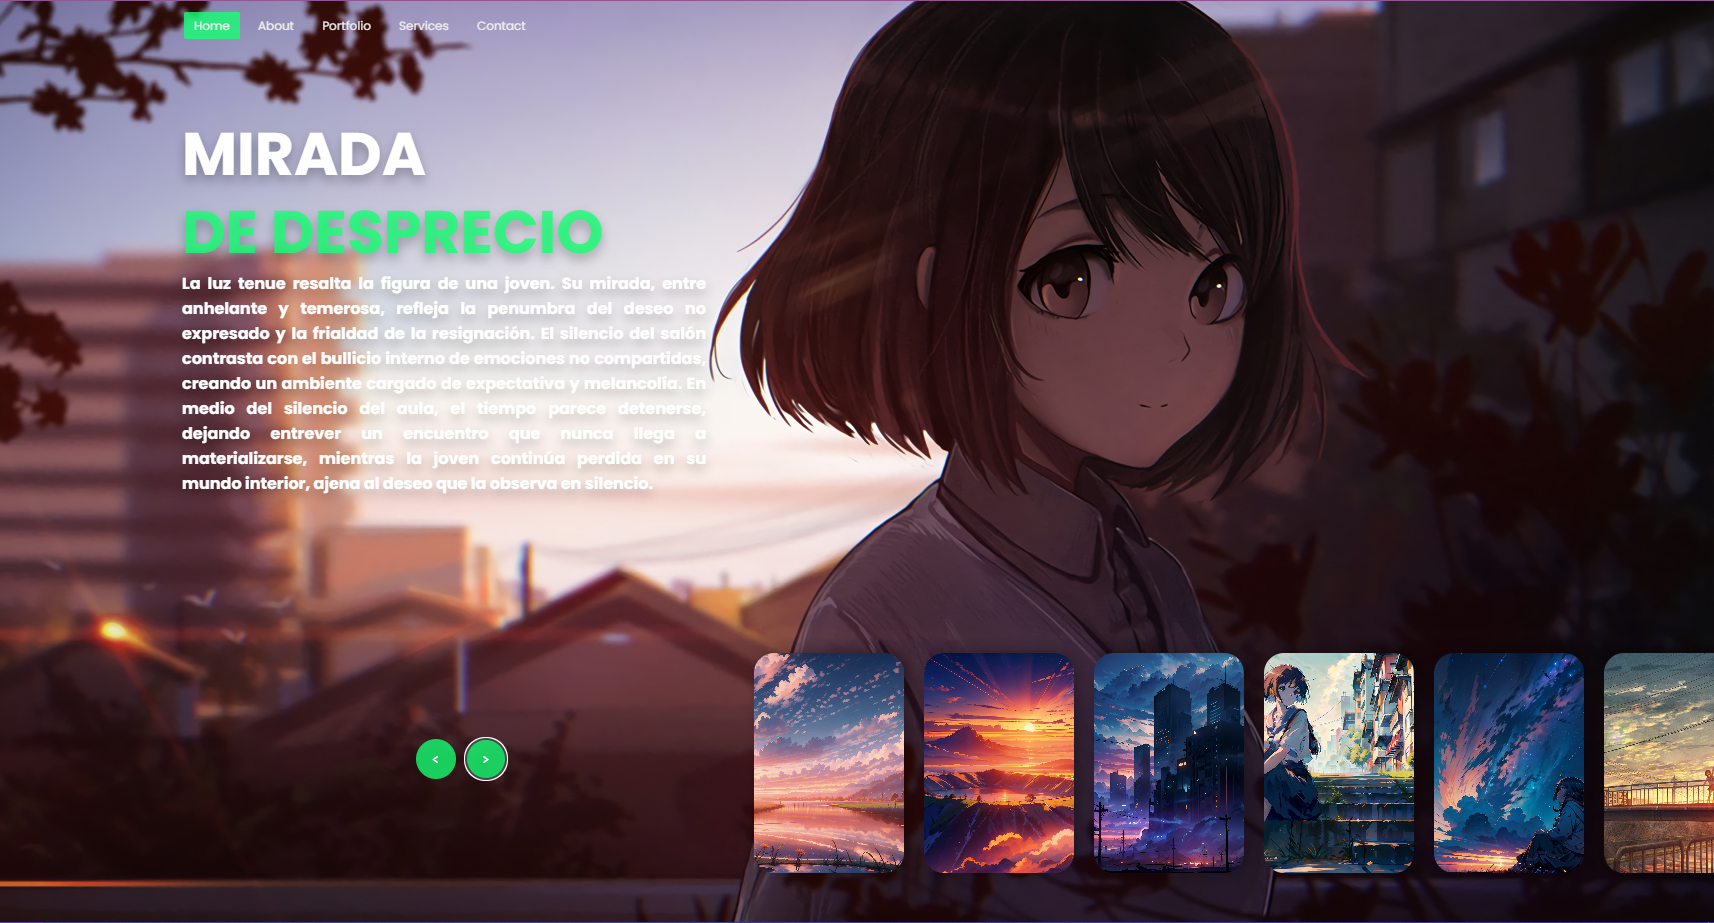 Home About Portfolio Services Contact
MIRADA
DE DESPRECIO
La luz tenue resalta la figura de una joven. Su mirada, entre
anhelante y temerosa, refleja la penumbra del deseo no
expresado y la frialdad de la resignación. El silencio del salón
contrasta con el bullicio interno de emociones no compartidas,
creando un ambiente cargado de expectativa y melancolía. En
medio del silencio del aula, el tiempo parece detenerse,
dejando entrever un encuentro que nunca llega a
materializarse, mientras la joven continúa perdida en su
mundo interior, ajena al deseo que la observa en silencio.
< >